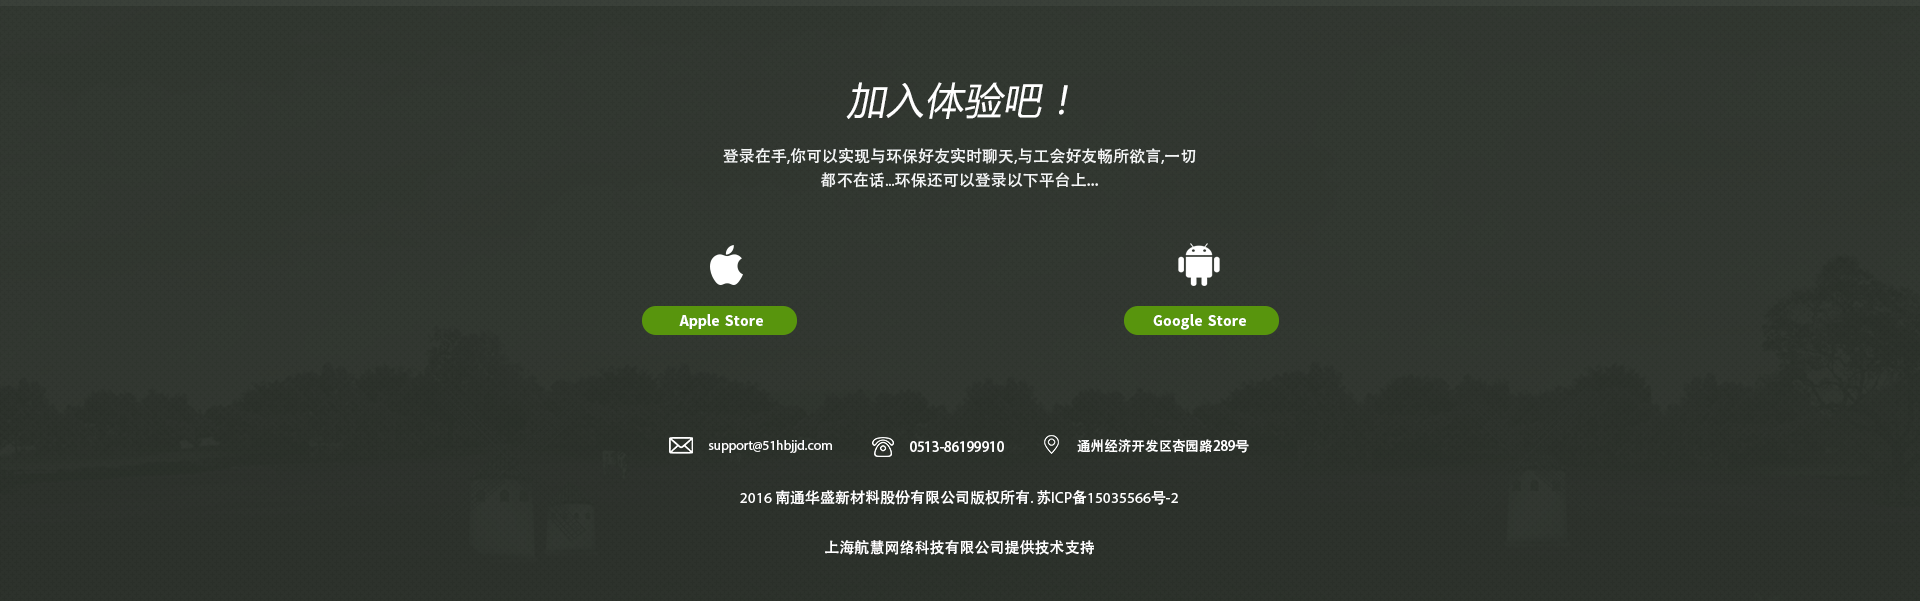 加入体验吧！
登录在手,你可以实现与环保好友实时聊天,与工会好友畅所欲言,一切
都不在话...环保还可以登录以下平台上...
Apple Store
Google Store
support@51hbjjd.com
0513-86199910
通州经济开发区杏园路289号
2016 南通华盛新材料股份有限公司版权所有. 苏ICP备15035566号-2
上海航慧网络科技有限公司提供技术支持